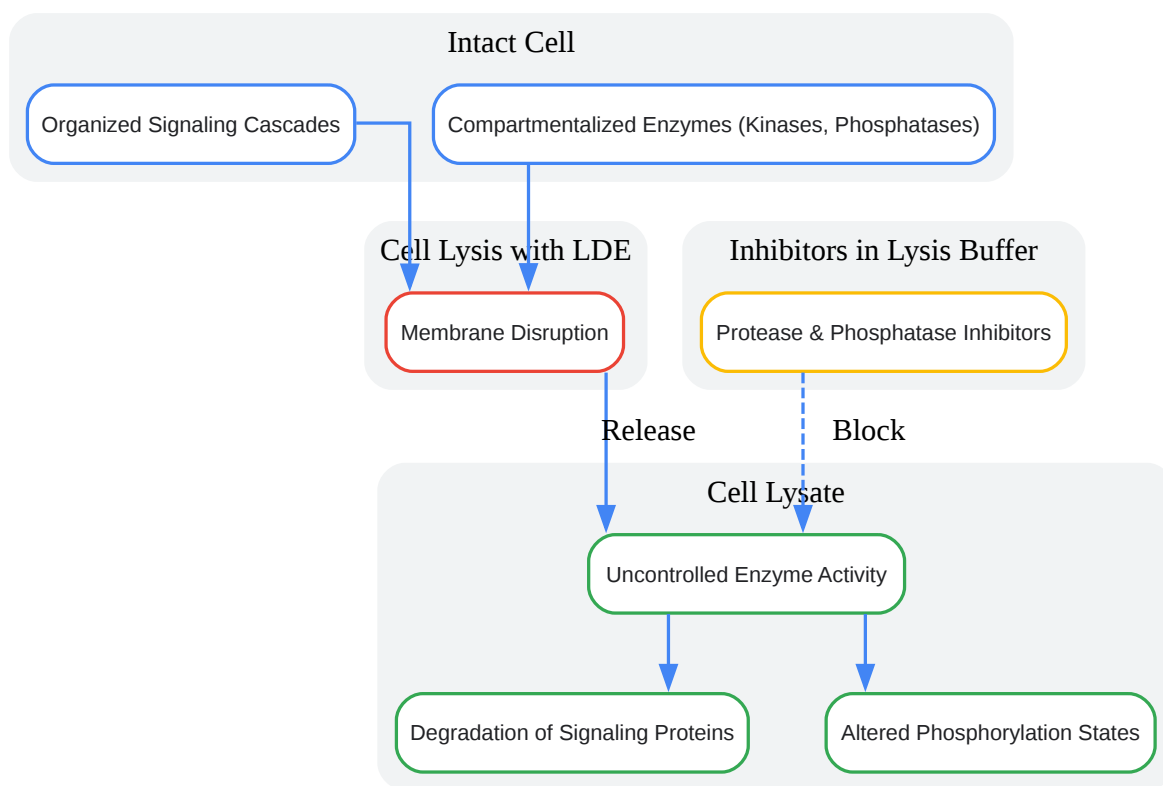 Intact Cell
Organized Signaling Cascades
Compartmentalized Enzymes (Kinases, Phosphatases)
Cell Lysis with LDE
Inhibitors in Lysis Buffer
Membrane Disruption
Protease & Phosphatase Inhibitors
Release
Block
Cell Lysate
Uncontrolled Enzyme Activity
Degradation of Signaling Proteins
Altered Phosphorylation States